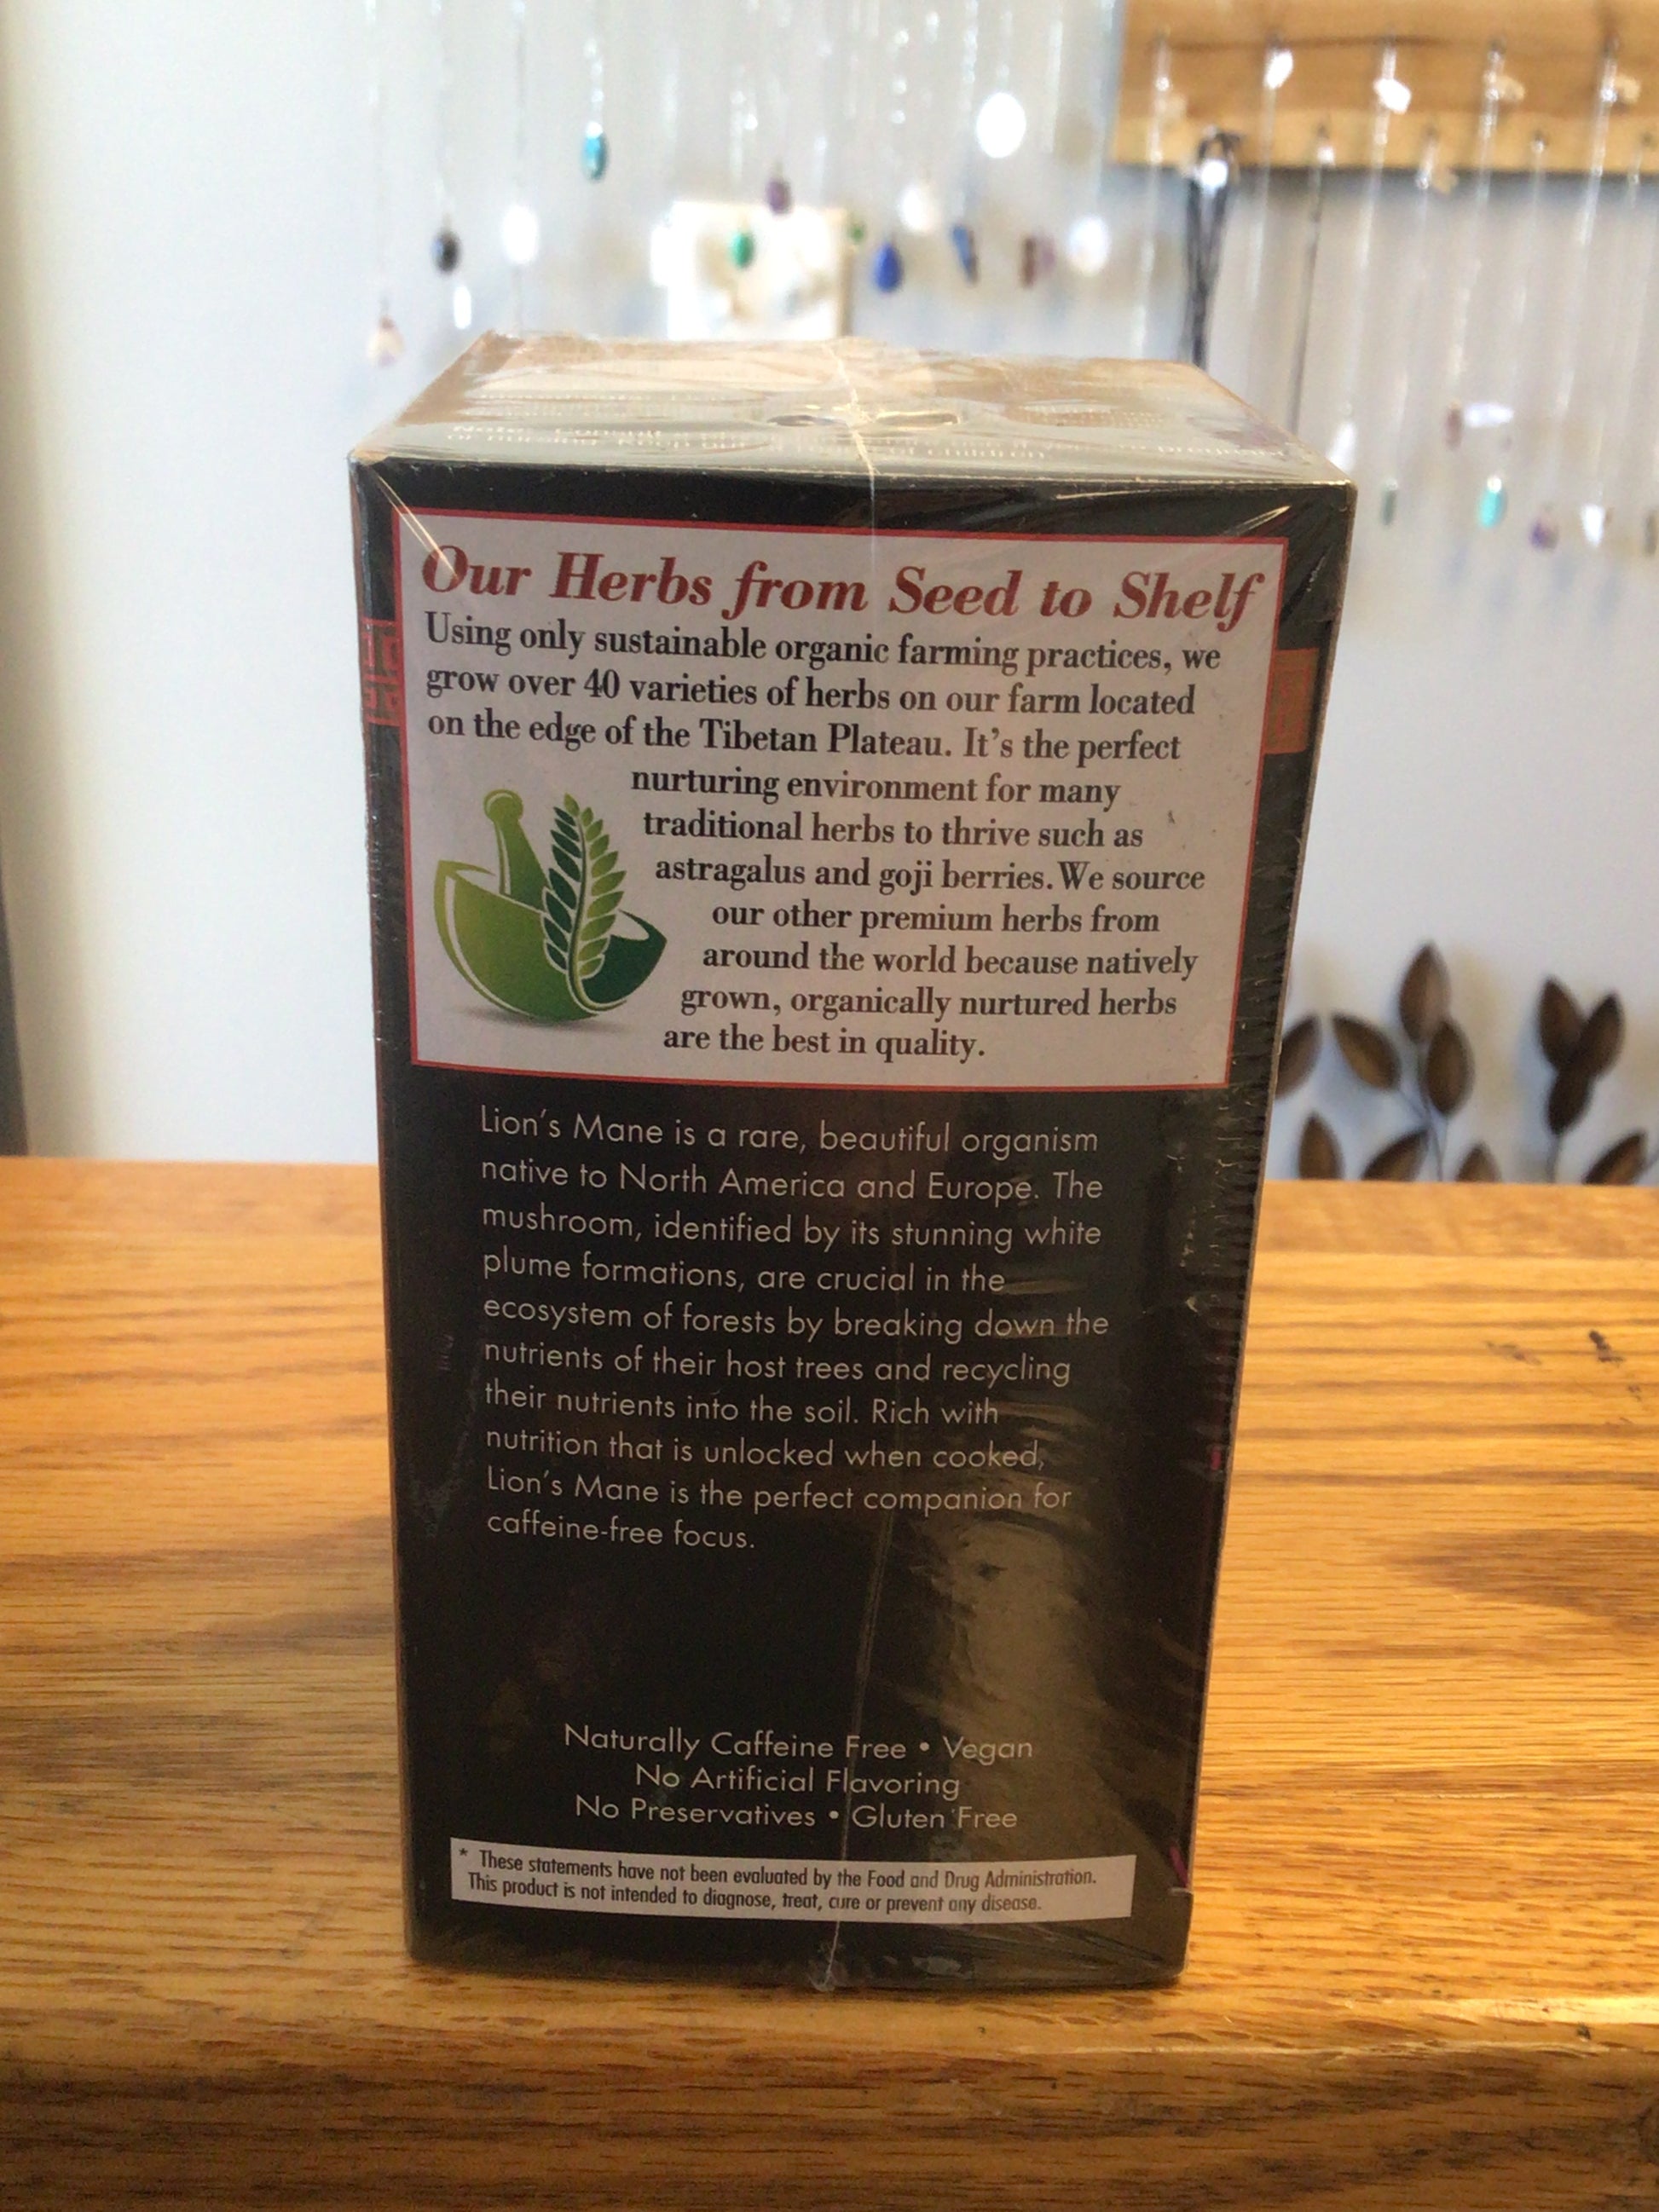 Note: Consult a
or nursing. Keep out of children
Our Herbs from Seed to Shelf
Using only sustainable organic farming practices, we
grow over 40 varieties of herbs on our farm located
on the edge of the Tibetan Plateau. It's the perfect
nurturing environment for many
traditional herbs to thrive such as
astragalus and goji berries. We source
our other premium herbs from
around the world because natively
grown, organically nurtured herbs
are the best in quality.
Lion's Mane is a rare, beautiful organism
native to North America and Europe. The
mushroom, identified by its stunning white
plume formations, are crucial in the
ecosystem of forests by breaking down the
nutrients of their host trees and recycling
their nutrients into the soil. Rich with
nutrition that is unlocked when cooked,
Lion's Mane is the perfect companion for
caffeine-free focus.
Naturally Caffeine Free • Vegan
No Artificial Flavoring
No Preservatives • Gluten Free
* These statements have not been evaluated by the Food and Drug Administration.
This product is not intended to diagnose, treat, cure or prevent any disease.